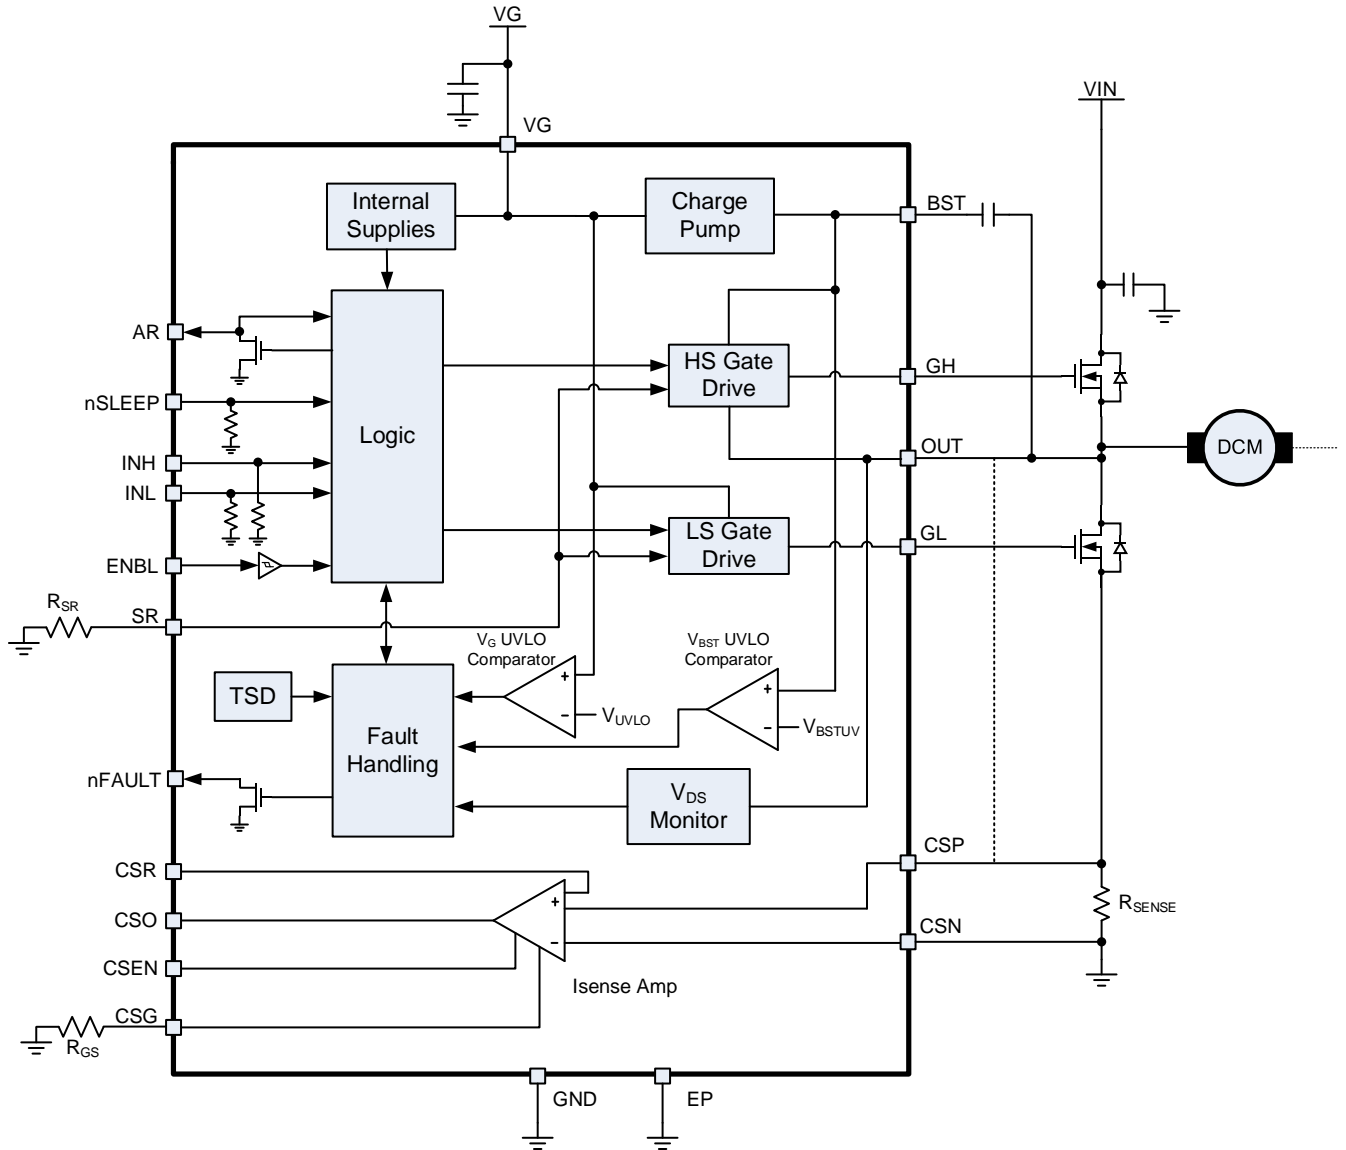 VG
VG
VIN
Internal
Supplies
Charge
Pump
BST
AR
nSLEEP
INH
INL
ENBL
Logic
HS Gate
Drive
GH
OUT
DCM
LS Gate
Drive
GL
RSR
SR
VG UVLO
Comparator
VBST UVLO
Comparator
+
−
VUVLO
+
−
VBSTUV
TSD
Fault
Handling
nFAULT
VDS
Monitor
CSR
CSP
+
−
CSO
RSENSE
CSN
CSEN
Isense Amp
CSG
RGS
GND
EP